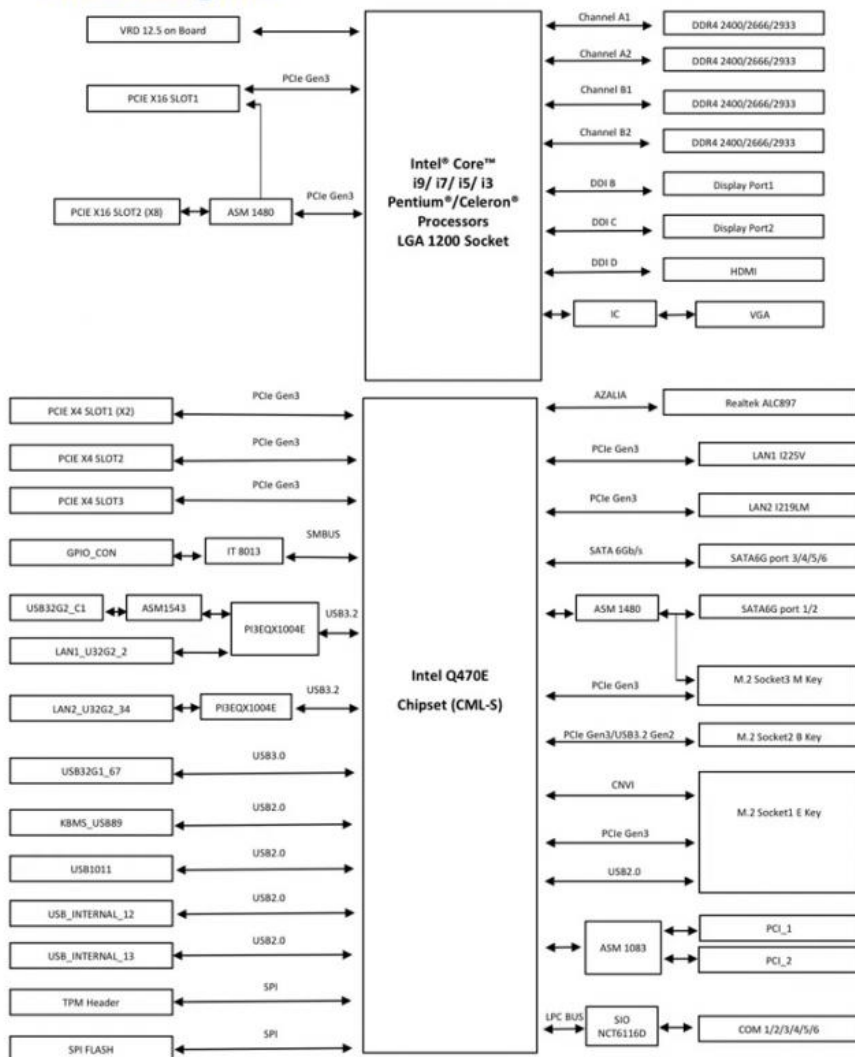 VRD 12.5 on Board
PCIE X16 SLOT1
PCIe Gen3
PCIE X16 SLOT2 (X8)
ASM 1480
PCIe Gen3
Intel® Core™
i9/ i7/ i5/ i3
Pentium®/Celeron®
Processors
LGA 1200 Socket
Channel A1
DDR4 2400/2666/2933
Channel A2
DDR4 2400/2666/2933
Channel B1
DDR4 2400/2666/2933
Channel B2
DDR4 2400/2666/2933
DDI B
Display Port1
DDI C
Display Port2
DDI D
HDMI
IC
VGA
PCIE X4 SLOT1 (X2)
PCIe Gen3
PCIE X4 SLOT2
PCIe Gen3
PCIE X4 SLOT3
PCIe Gen3
GPIO_CON
IT 8013
SMBUS
USB32G2_C1
ASM1543
PI3EQX1004E
USB3.2
LAN1_U32G2_2
LAN2_U32G2_34
PI3EQX1004E
USB3.2
USB32G1_67
USB3.0
KBMS_USB89
USB2.0
USB1011
USB2.0
USB_INTERNAL_12
USB2.0
USB_INTERNAL_13
USB2.0
TPM Header
SPI
SPI FLASH
SPI
Intel Q470E
Chipset (CML-S)
AZALIA
Realtek ALC897
PCIe Gen3
LAN1 I225V
PCIe Gen3
LAN2 I219LM
SATA 6Gb/s
SATA6G port 3/4/5/6
ASM 1480
SATA6G port 1/2
PCIe Gen3
M.2 Socket3 M Key
PCIe Gen3/USB3.2 Gen2
M.2 Socket2 B Key
CNVI
M.2 Socket1 E Key
PCIe Gen3
USB2.0
ASM 1083
PCI_1
PCI_2
LPC BUS
SIO
NCT6116D
COM 1/2/3/4/5/6